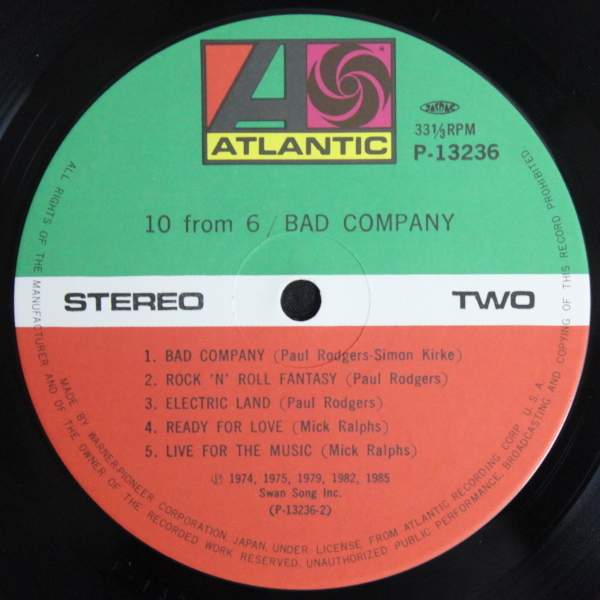 ATLANTIC
JASRAC
33⅓RPM
P-13236
10 from 6 / BAD COMPANY
STEREO
TWO
1. BAD COMPANY (Paul Rodgers-Simon Kirke)
2. ROCK 'N' ROLL FANTASY (Paul Rodgers)
3. ELECTRIC LAND (Paul Rodgers)
4. READY FOR LOVE (Mick Ralphs)
5. LIVE FOR THE MUSIC (Mick Ralphs)
Ⓟ 1974, 1975, 1979, 1982, 1985
Swan Song Inc.
(P-13236-2)
MADE BY WARNER-PIONEER CORPORATION, JAPAN, UNDER LICENSE FROM ATLANTIC RECORDING CORP. U.S.A.
ALL RIGHTS OF THE MANUFACTURER AND OF THE OWNER OF THE RECORDED WORK RESERVED. UNAUTHORIZED PUBLIC PERFORMANCE, BROADCASTING AND COPYING OF THIS RECORD PROHIBITED.